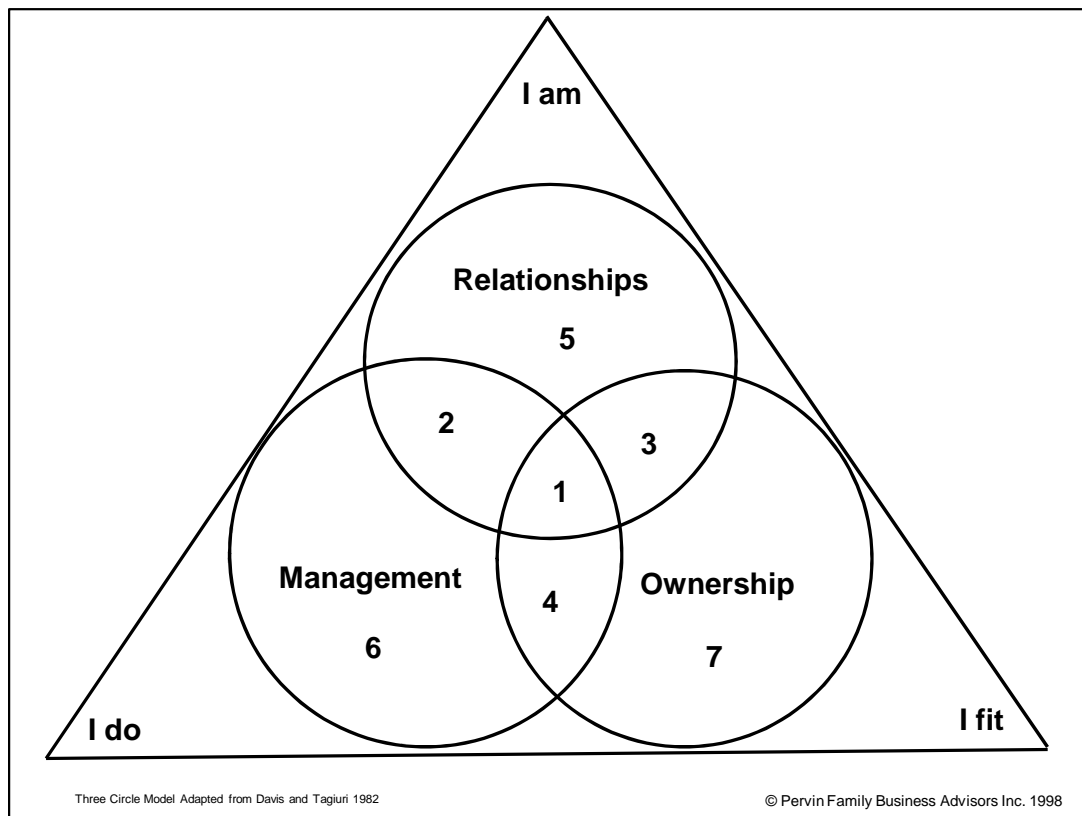 I am
Relationships
5
2
3
1
Management
Ownership
4
6
7
I do
I fit
Three Circle Model Adapted from Davis and Tagiuri 1982
© Pervin Family Business Advisors Inc. 1998